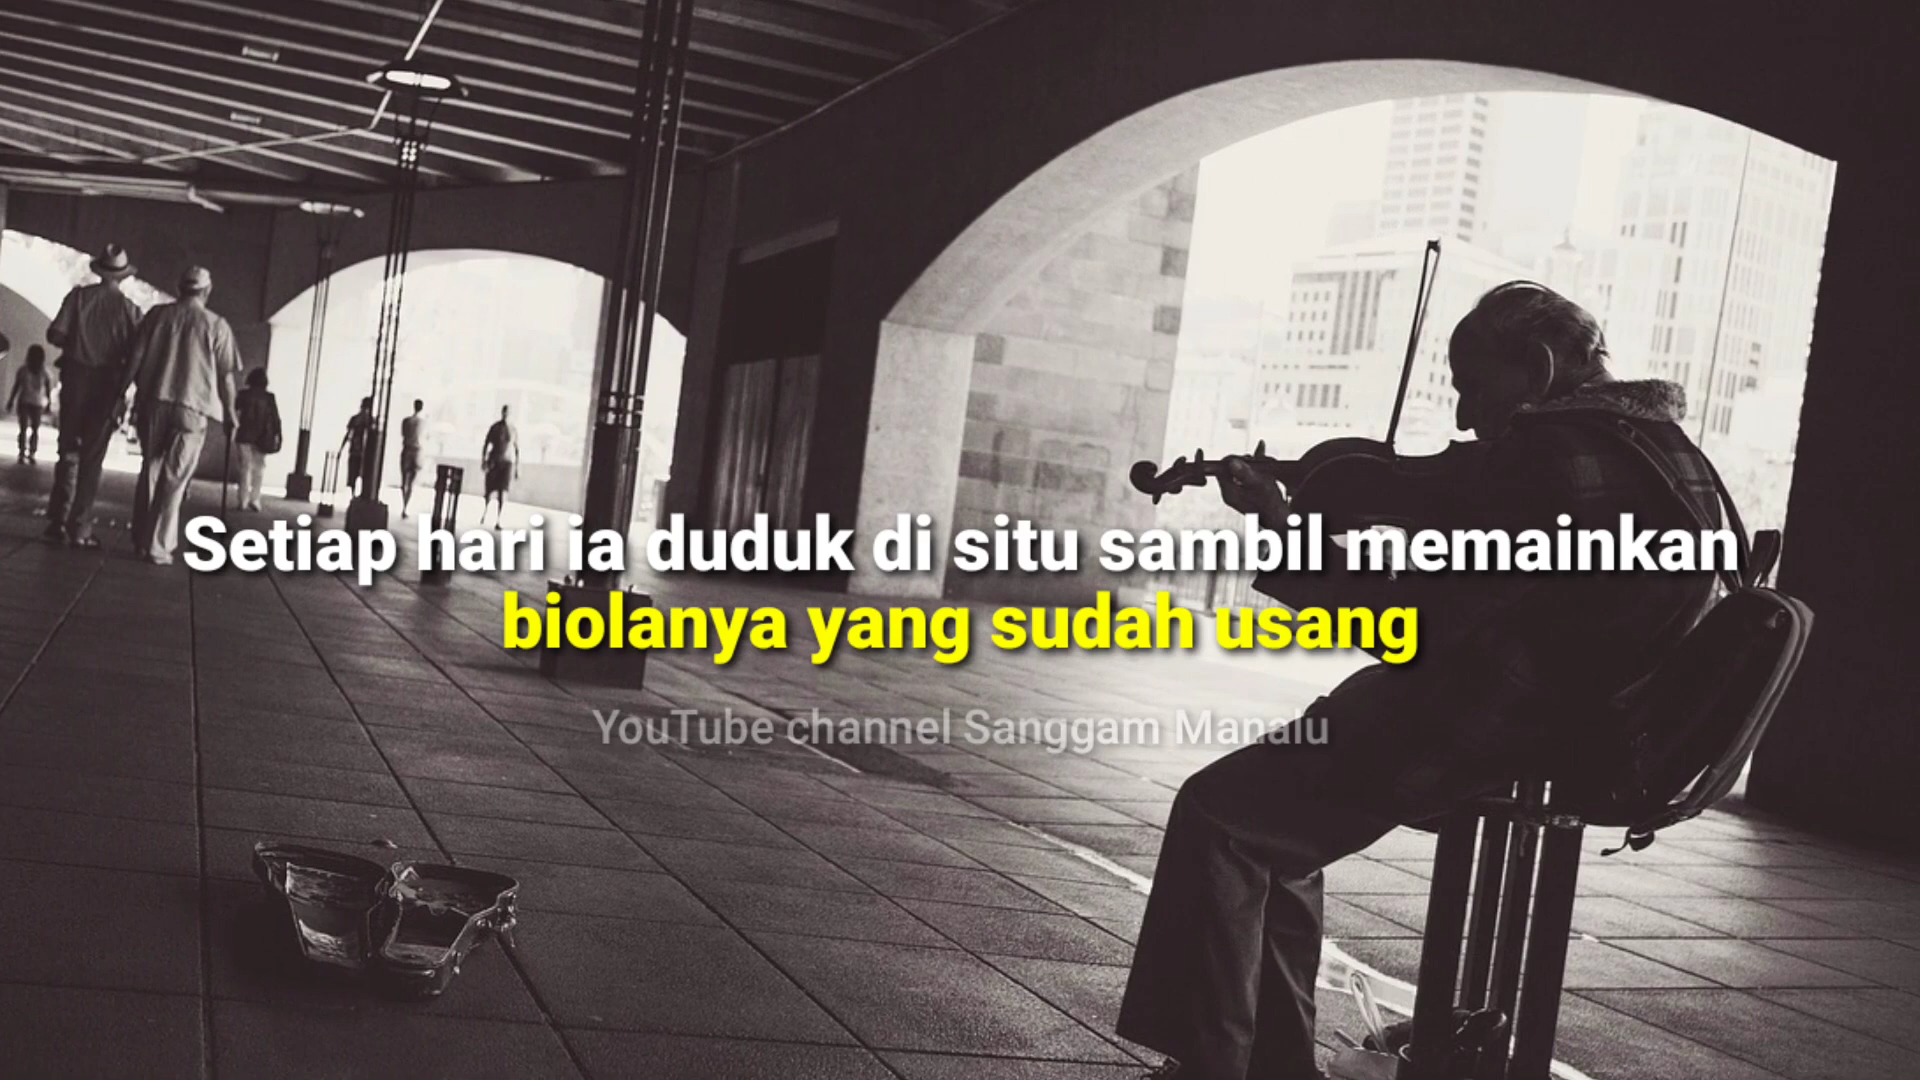 Setiap hari ia duduk di situ sambil memainkan
biolanya yang sudah usang
YouTube channel Sanggam Manalu